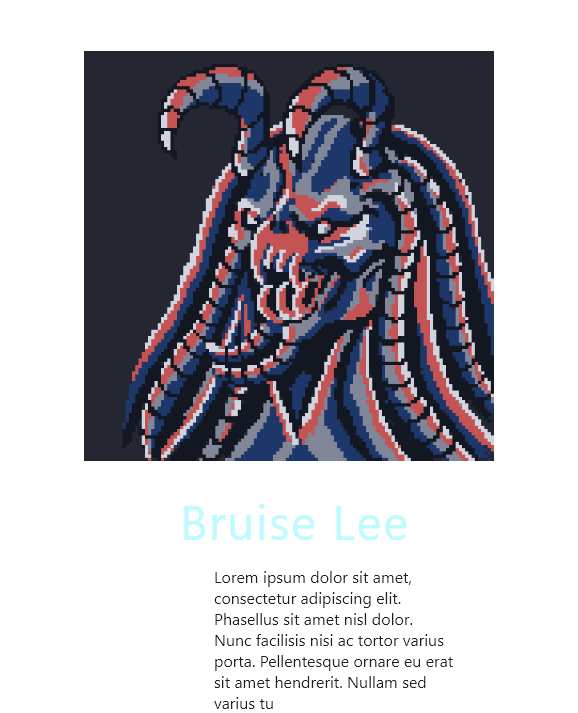 Bruise Lee
Lorem ipsum dolor sit amet,
consectetur adipiscing elit.
Phasellus sit amet nisl dolor.
Nunc facilisis nisi ac tortor varius
porta. Pellentesque ornare eu erat
sit amet hendrerit. Nullam sed
varius tu